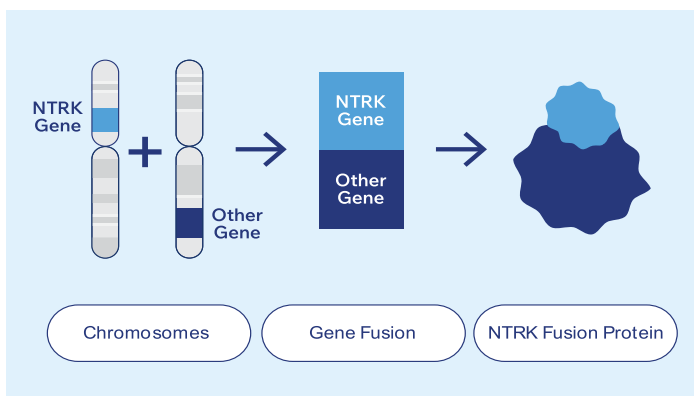 NTRK
Gene
Other
Gene
NTRK
Gene
Other
Gene
Chromosomes
Gene Fusion
NTRK Fusion Protein